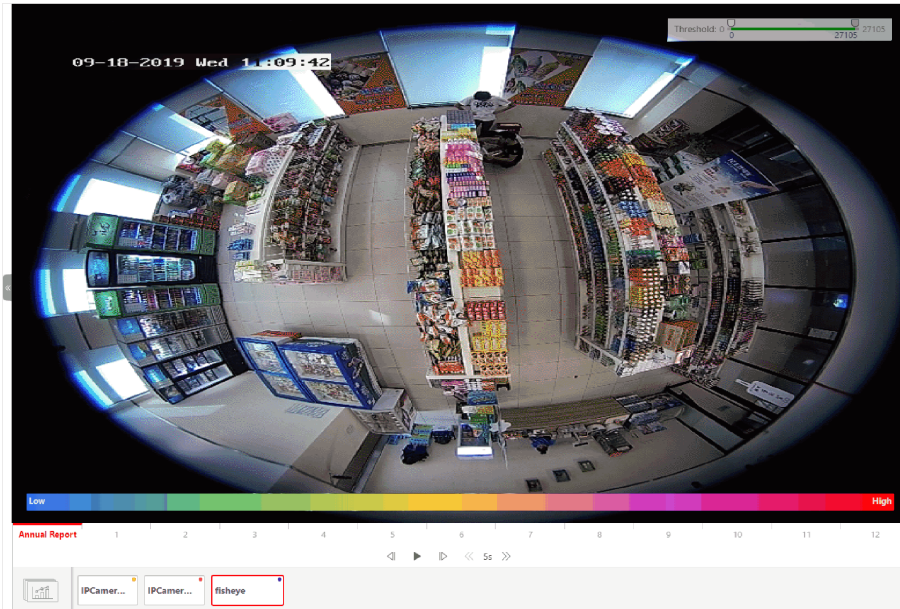 Threshold: 0 27105
0 27105
09-18-2019 Wed 11:09:42
Low High
Annual Report 1 2 3 4 5 6 7 8 9 10 11 12
5s
IPCamer... IPCamer... fisheye